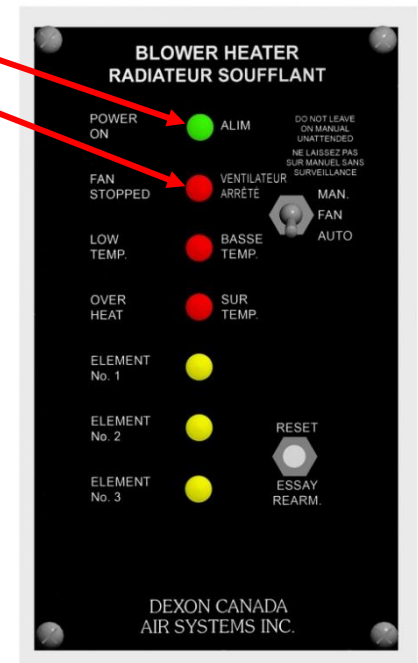 BLOWER HEATER
RADIATEUR SOUFFLANT
POWER
ON
ALIM
DO NOT LEAVE
ON MANUAL
UNATTENDED
NE LAISSEZ PAS
SUR MANUEL SANS
SURVEILLANCE
FAN
STOPPED
VENTILATEUR
ARRÊTÉ
MAN.
FAN
AUTO
LOW
TEMP.
BASSE
TEMP.
OVER
HEAT
SUR
TEMP.
ELEMENT
No. 1
ELEMENT
No. 2
RESET
ELEMENT
No. 3
ESSAY
REARM.
DEXON CANADA
AIR SYSTEMS INC.